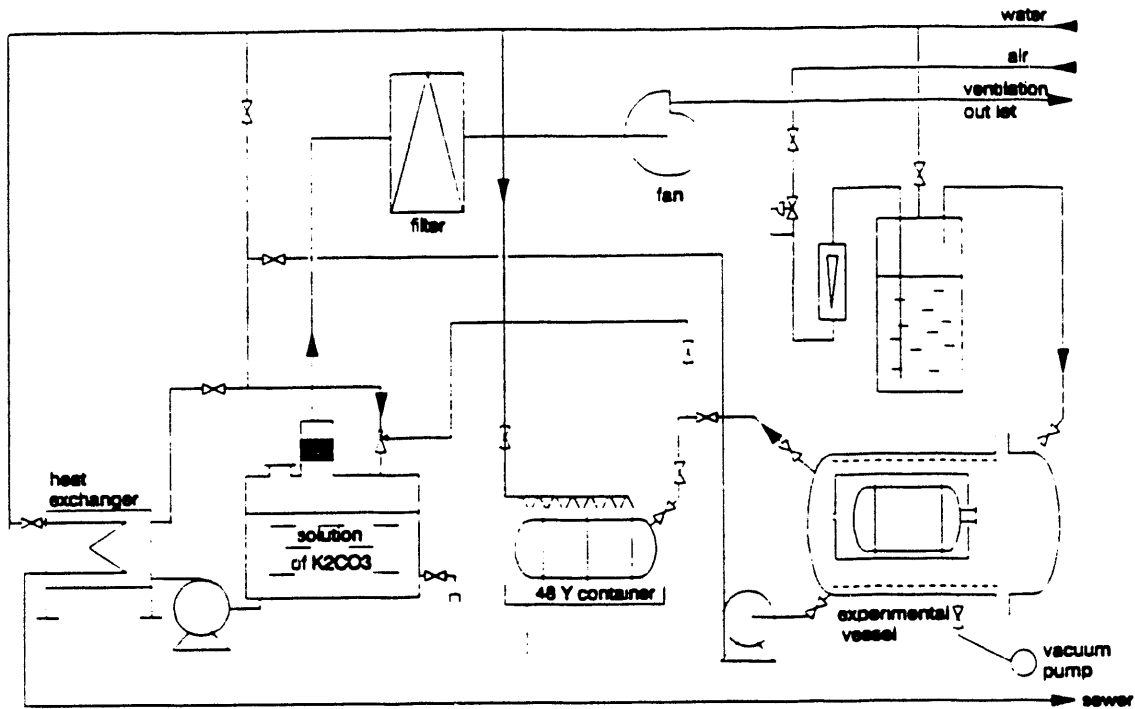 water
air
ventilation
out let
fan
filter
heat
exchanger
solution
of K2CO3
48 Y container
experimental
vessel
vacuum
pump
sewer